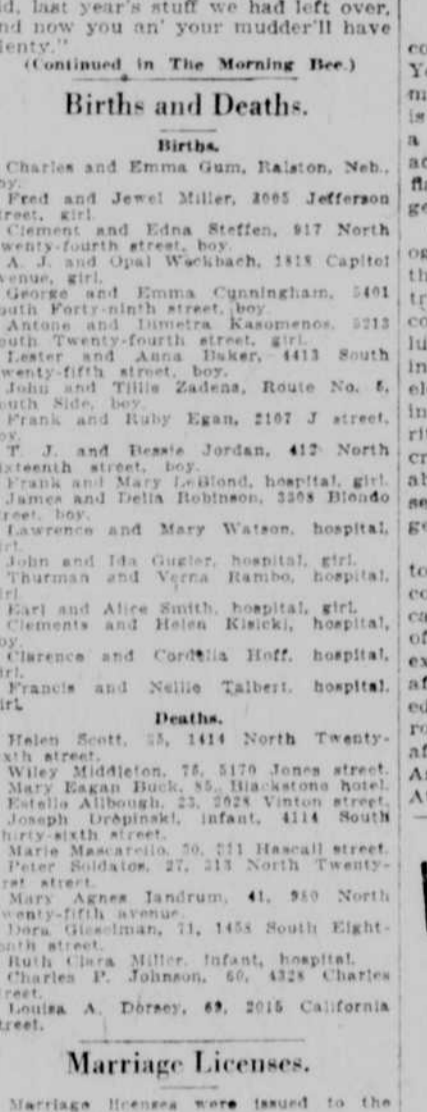 d, last year's stuff we had left over,
nd now you an' your mudder'll have
lenty."
(Continued in The Morning Bee.)
Births and Deaths.
Births.
Charles and Emma Gum, Ralston, Neb.,
oy.
Fred and Jewel Miller, Jefferson
treet, girl.
Clement and Edna Steffen, 917 North
wenty-fourth street, boy.
A. J. and Opal Wackbach, 1818 Capitol
venue, girl.
George and Emma Cunningham, 5401
outh Forty-ninth street, boy.
Antone and Dimetra Kasomenos, 5213
outh Twenty-fourth street, girl.
Lester and Anna Baker, 4413 South
wenty-fifth street, boy.
John and Tillie Zadena, Route No. 5,
outh Side, boy.
Frank and Ruby Egan, 2107 J street,
oy.
T. J. and Bessie Jordan, 412 North
ixteenth street, boy.
Frank and Mary LeBlond, hospital, girl.
James and Delia Robinson, 3308 Blondo
treet, boy.
Lawrence and Mary Watson, hospital,
irl.
John and Ida Gugler, hospital, girl.
Thurman and Verna Rambo, hospital,
irl.
Earl and Alice Smith, hospital, girl.
Clements and Helen Kisicki, hospital,
oy.
Clarence and Cordelia Hoff, hospital,
irl.
Francis and Nellie Talbert, hospital,
irl.
Deaths.
Helen Scott, 1414 North Twenty-
xth street.
Wiley Middleton, 75, 5170 Jones street.
Mary Eagan Buck, 85, Blackstone hotel.
Estella Allbough, 23, 2028 Vinton street.
Joseph Drepinski, infant, 4114 South
hirty-sixth street.
Marie Mascarello, 30, Hascall street.
Peter Soldatos, 27, 313 North Twenty-
rst street.
Mary Agnes Landrum, 41, 980 North
wenty-fifth avenue.
Dora Gieselman, 71, 1458 South Eight-
enth street.
Ruth Clara Miller, infant, hospital.
Charles P. Johnson, 60, 4328 Charles
treet.
Louisa A. Dorsey, 69, 2015 California
treet.
Marriage Licenses.
Marriage licenses were issued to the